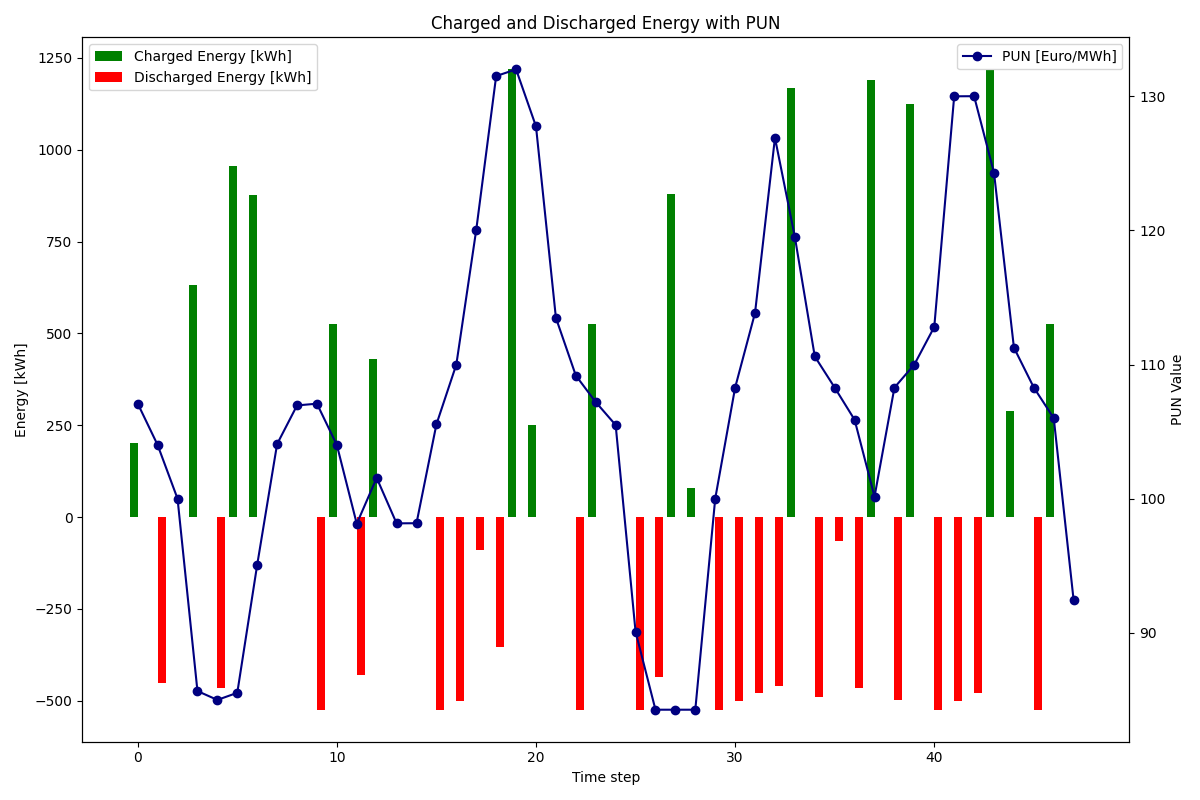 Charged and Discharged Energy with PUN
Charged Energy [kWh]
Discharged Energy [kWh]
PUN [Euro/MWh]
1250
1000
750
500
250
0
−250
−500
Energy [kWh]
130
120
110
100
90
PUN Value
0 10 20 30 40
Time step